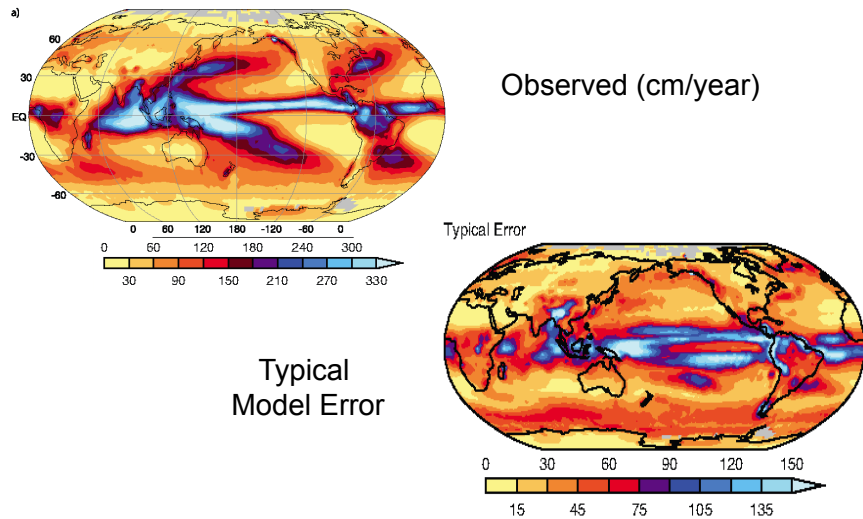 a)
60
30
EQ
-30
-60
0 60 120 180 -120 -60 0
0 60 120 180 240 300
30 90 150 210 270 330
Observed (cm/year)
Typical Error
Typical
Model Error
0 30 60 90 120 150
15 45 75 105 135